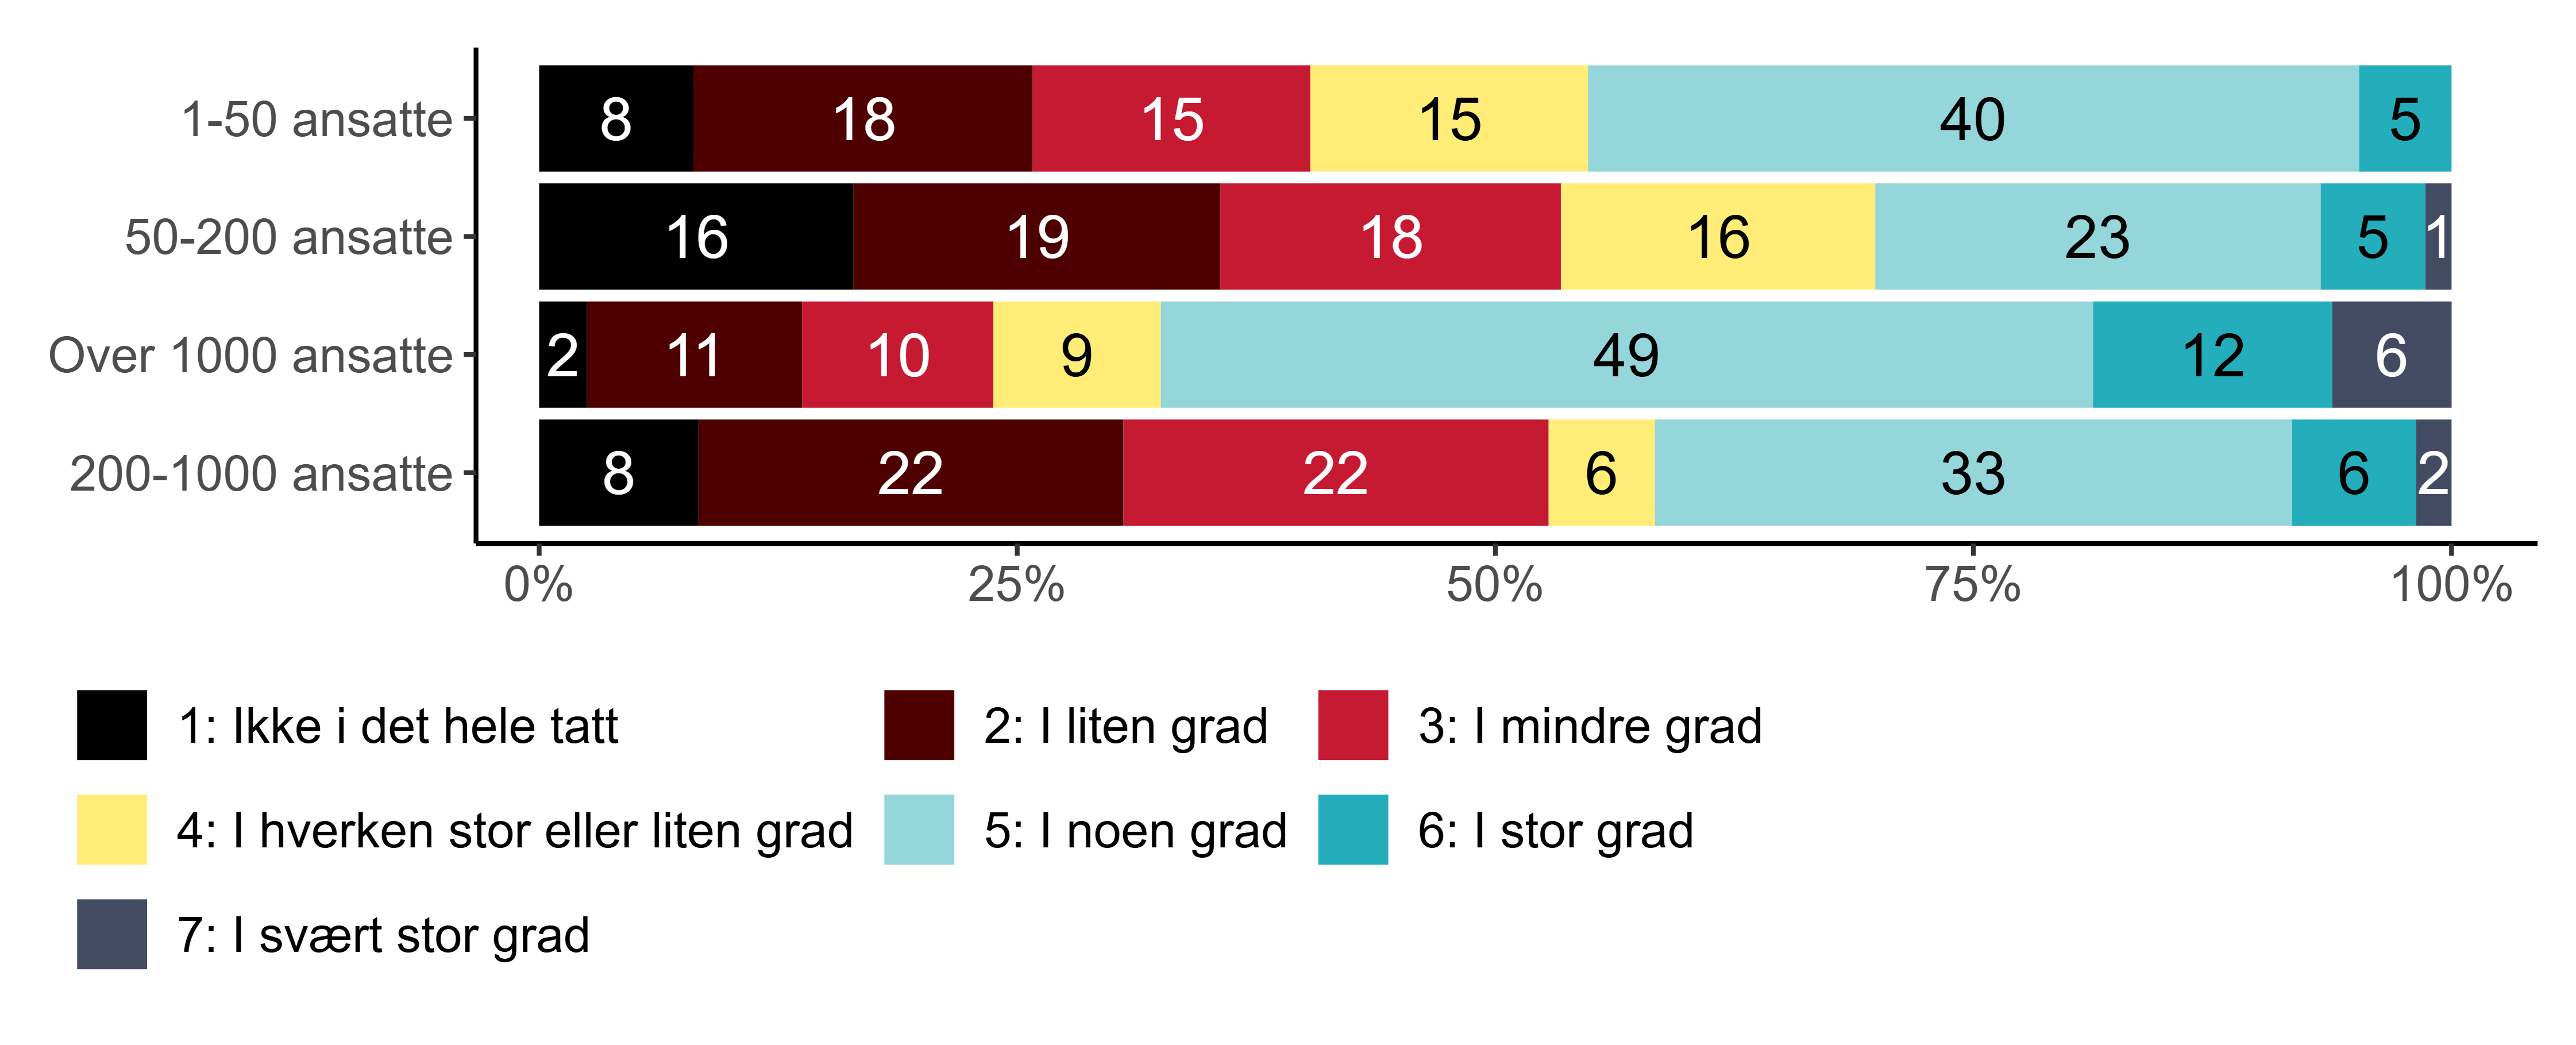 1-50 ansatte 8 18 15 15 40 5
50-200 ansatte 16 19 18 16 23 5 1
Over 1000 ansatte 2 11 10 9 49 12 6
200-1000 ansatte 8 22 22 6 33 6 2
0% 25% 50% 75% 100%
1: Ikke i det hele tatt 2: I liten grad 3: I mindre grad
4: I hverken stor eller liten grad 5: I noen grad 6: I stor grad
7: I svært stor grad